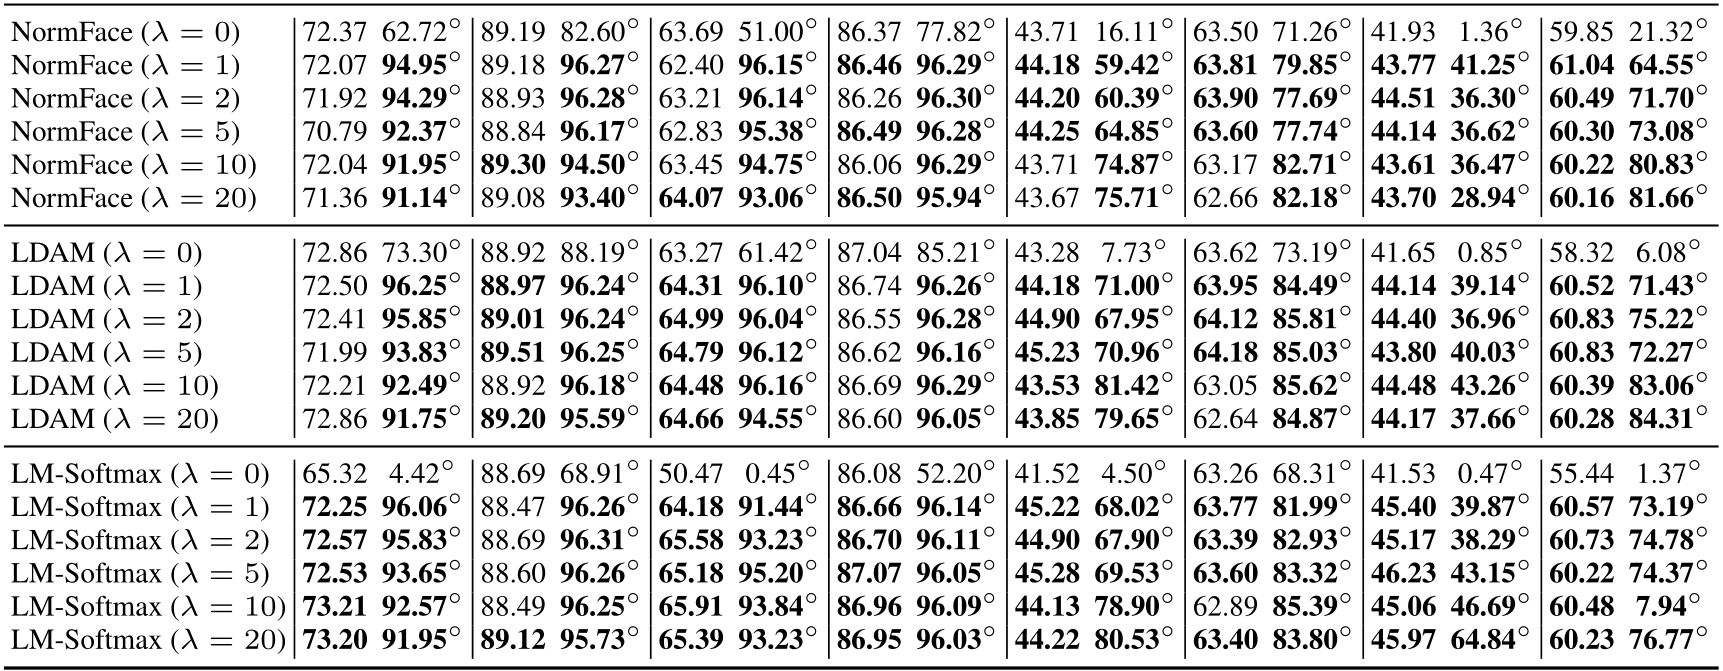 NormFace (λ = 0) 72.37 62.72° 89.19 82.60° 63.69 51.00° 86.37 77.82° 43.71 16.11° 63.50 71.26° 41.93 1.36° 59.85 21.32°
NormFace (λ = 1) 72.07 94.95° 89.18 96.27° 62.40 96.15° 86.46 96.29° 44.18 59.42° 63.81 79.85° 43.77 41.25° 61.04 64.55°
NormFace (λ = 2) 71.92 94.29° 88.93 96.28° 63.21 96.14° 86.26 96.30° 44.20 60.39° 63.90 77.69° 44.51 36.30° 60.49 71.70°
NormFace (λ = 5) 70.79 92.37° 88.84 96.17° 62.83 95.38° 86.49 96.28° 44.25 64.85° 63.60 77.74° 44.14 36.62° 60.30 73.08°
NormFace (λ = 10) 72.04 91.95° 89.30 94.50° 63.45 94.75° 86.06 96.29° 43.71 74.87° 63.17 82.71° 43.61 36.47° 60.22 80.83°
NormFace (λ = 20) 71.36 91.14° 89.08 93.40° 64.07 93.06° 86.50 95.94° 43.67 75.71° 62.66 82.18° 43.70 28.94° 60.16 81.66°
LDAM (λ = 0) 72.86 73.30° 88.92 88.19° 63.27 61.42° 87.04 85.21° 43.28 7.73° 63.62 73.19° 41.65 0.85° 58.32 6.08°
LDAM (λ = 1) 72.50 96.25° 88.97 96.24° 64.31 96.10° 86.74 96.26° 44.18 71.00° 63.95 84.49° 44.14 39.14° 60.52 71.43°
LDAM (λ = 2) 72.41 95.85° 89.01 96.24° 64.99 96.04° 86.55 96.28° 44.90 67.95° 64.12 85.81° 44.40 36.96° 60.83 75.22°
LDAM (λ = 5) 71.99 93.83° 89.51 96.25° 64.79 96.12° 86.62 96.16° 45.23 70.96° 64.18 85.03° 43.80 40.03° 60.83 72.27°
LDAM (λ = 10) 72.21 92.49° 88.92 96.18° 64.48 96.16° 86.69 96.29° 43.53 81.42° 63.05 85.62° 44.48 43.26° 60.39 83.06°
LDAM (λ = 20) 72.86 91.75° 89.20 95.59° 64.66 94.55° 86.60 96.05° 43.85 79.65° 62.64 84.87° 44.17 37.66° 60.28 84.31°
LM-Softmax (λ = 0) 65.32 4.42° 88.69 68.91° 50.47 0.45° 86.08 52.20° 41.52 4.50° 63.26 68.31° 41.53 0.47° 55.44 1.37°
LM-Softmax (λ = 1) 72.25 96.06° 88.47 96.26° 64.18 91.44° 86.66 96.14° 45.22 68.02° 63.77 81.99° 45.40 39.87° 60.57 73.19°
LM-Softmax (λ = 2) 72.57 95.83° 88.69 96.31° 65.58 93.23° 86.70 96.11° 44.90 67.90° 63.39 82.93° 45.17 38.29° 60.73 74.78°
LM-Softmax (λ = 5) 72.53 93.65° 88.60 96.26° 65.18 95.20° 87.07 96.05° 45.28 69.53° 63.60 83.32° 46.23 43.15° 60.22 74.37°
LM-Softmax (λ = 10) 73.21 92.57° 88.49 96.25° 65.91 93.84° 86.96 96.09° 44.13 78.90° 62.89 85.39° 45.06 46.69° 60.48 7.94°
LM-Softmax (λ = 20) 73.20 91.95° 89.12 95.73° 65.39 93.23° 86.95 96.03° 44.22 80.53° 63.40 83.80° 45.97 64.84° 60.23 76.77°